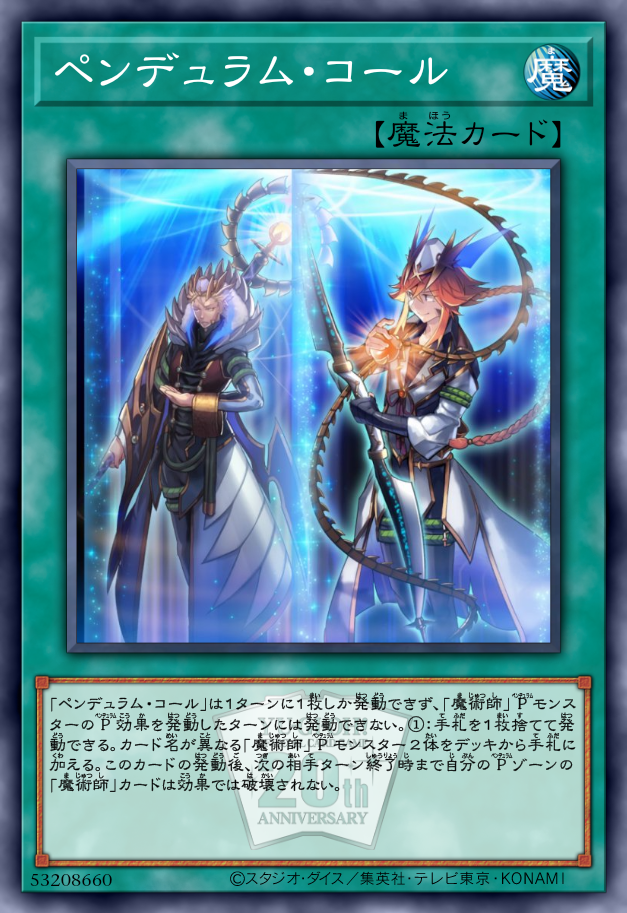 ペンデュラム・コール
魔
【魔法カード】
「ペンデュラム・コール」は1ターンに1枚しか発動できず、「魔術師」Pモンス
ターのP効果を発動したターンには発動できない。①：手札を1枚捨てて発
動できる。カード名が異なる「魔術師」Pモンスター2体をデッキから手札に
加える。このカードの発動後、次の相手ターン終了時まで自分のPゾーンの
「魔術師」カードは効果では破壊されない。
20th
ANNIVERSARY
53208660
©スタジオ・ダイス／集英社・テレビ東京・KONAMI